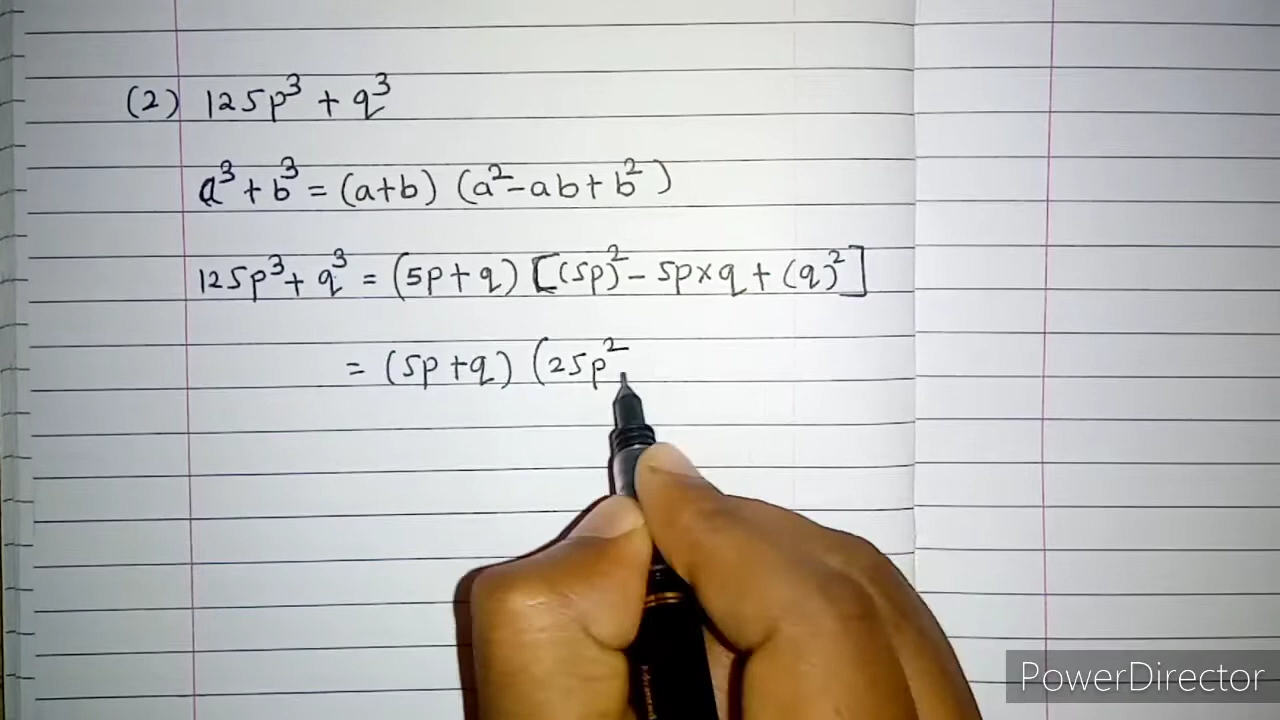 (2) 125p³ + q³
a³ + b³ = (a+b) (a² - ab + b²)
125p³ + q³ = (5p + q) [(5p)² - 5p × q + (q)²]
= (5p + q) (25p²
PowerDirector